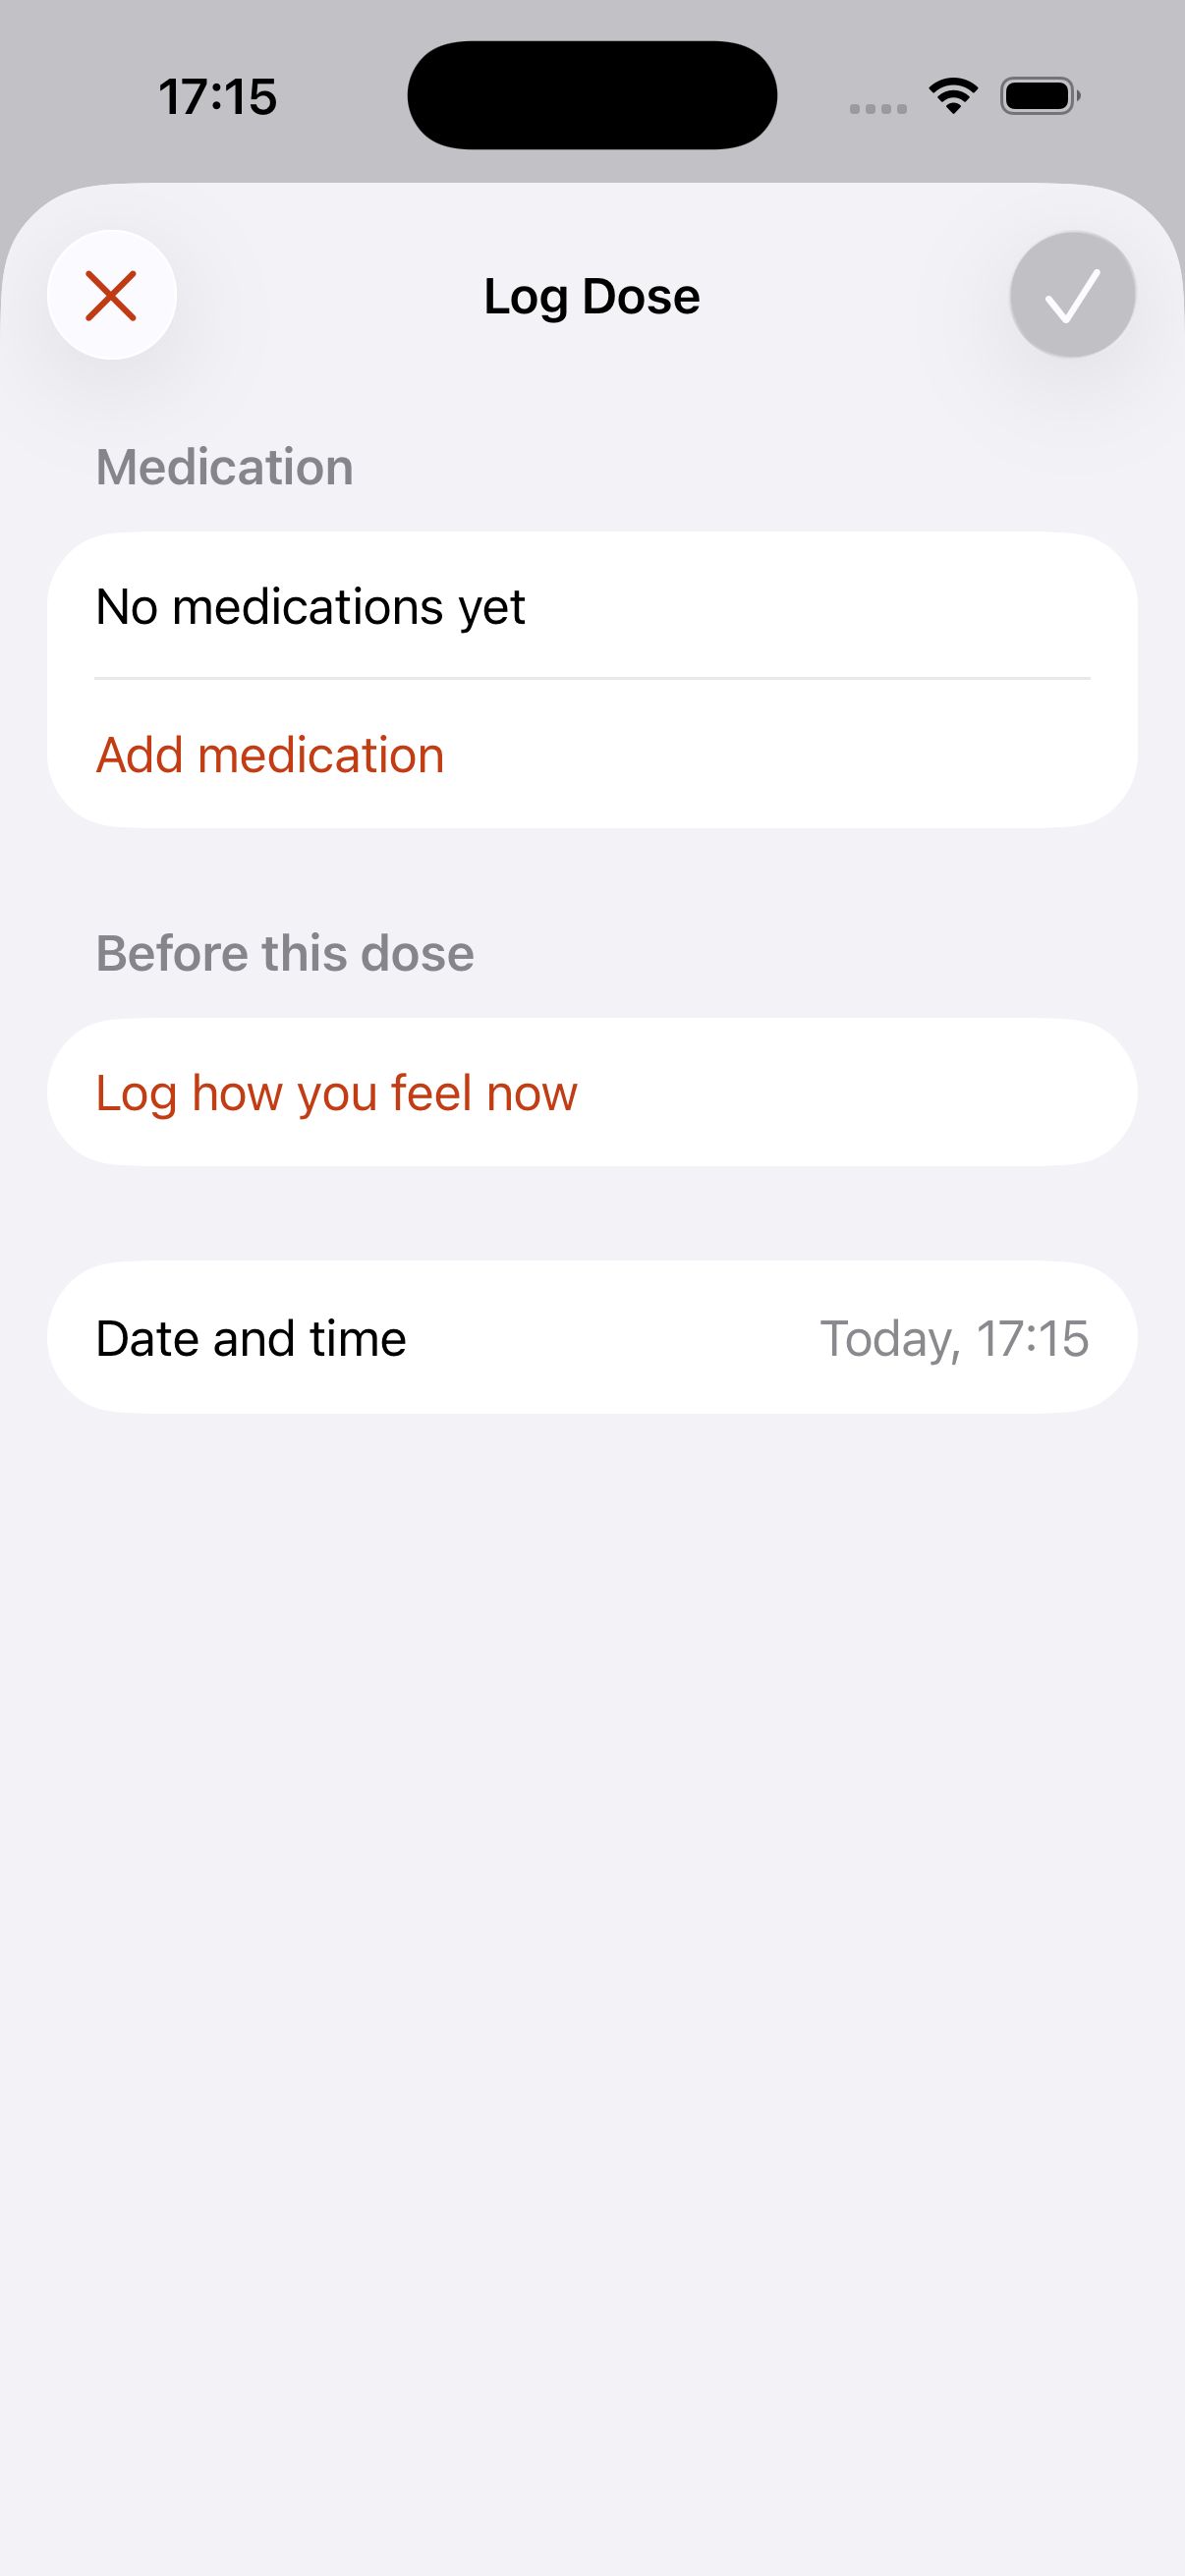 17:15
Log Dose
Medication
No medications yet
Add medication
Before this dose
Log how you feel now
Date and time Today, 17:15